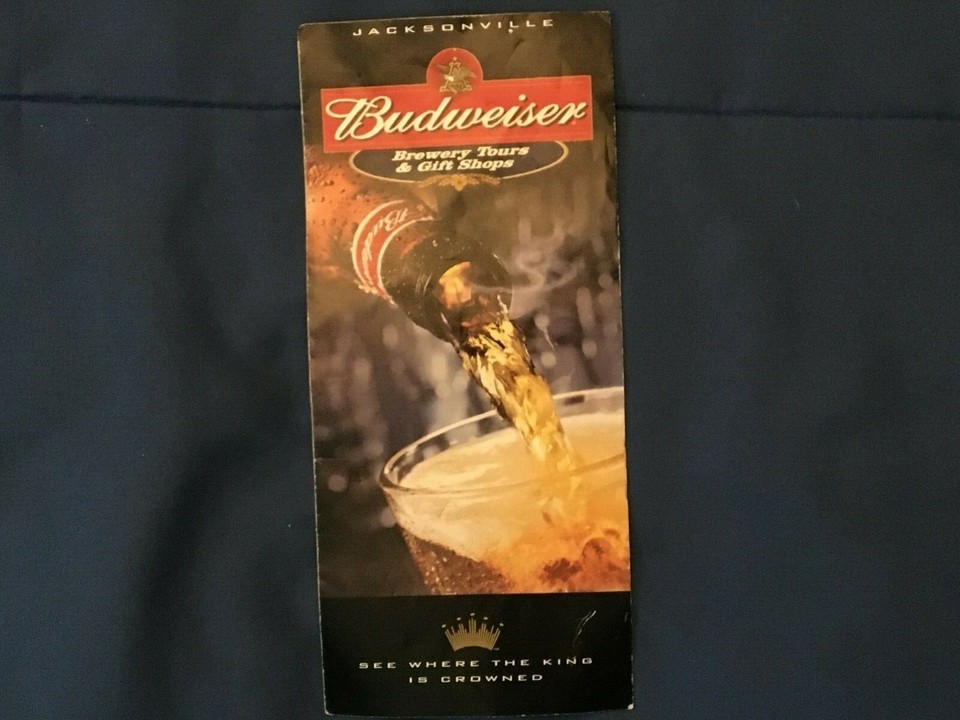 JACKSONVILLE
Budweiser
Brewery Tours
& Gift Shops
SEE WHERE THE KING
IS CROWNED